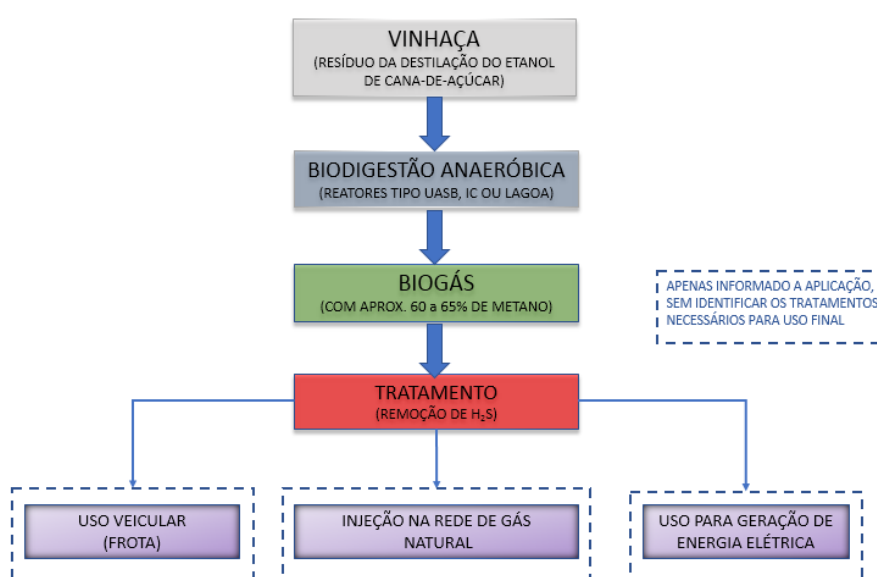 VINHAÇA
(RESÍDUO DA DESTILAÇÃO DO ETANOL
DE CANA-DE-AÇÚCAR)
BIODIGESTÃO ANAERÓBICA
(REATORES TIPO UASB, IC OU LAGOA)
BIOGÁS
(COM APROX. 60 a 65% DE METANO)
APENAS INFORMADO A APLICAÇÃO,
SEM IDENTIFICAR OS TRATAMENTOS
NECESSÁRIOS PARA USO FINAL
TRATAMENTO
(REMOÇÃO DE H₂S)
USO VEICULAR
(FROTA)
INJEÇÃO NA REDE DE GÁS
NATURAL
USO PARA GERAÇÃO DE
ENERGIA ELÉTRICA